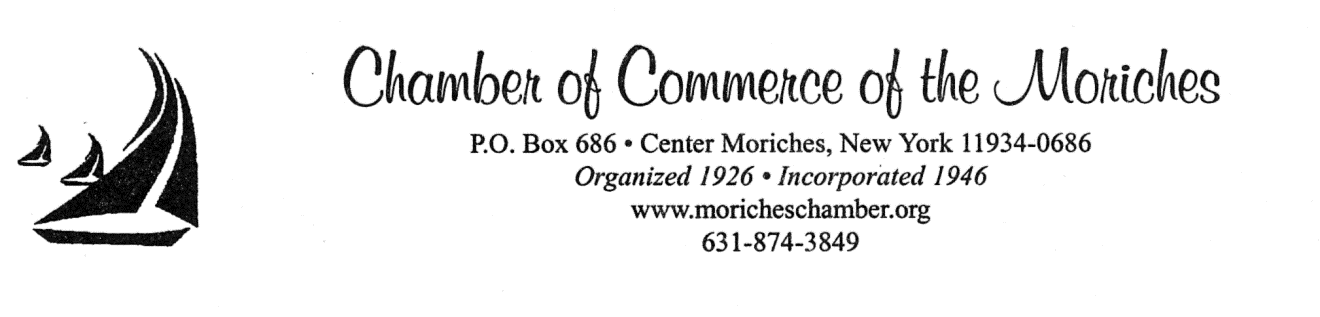 Chamber of Commerce of the Moriches
P.O. Box 686 • Center Moriches, New York 11934-0686
Organized 1926 • Incorporated 1946
www.moricheschamber.org
631-874-3849